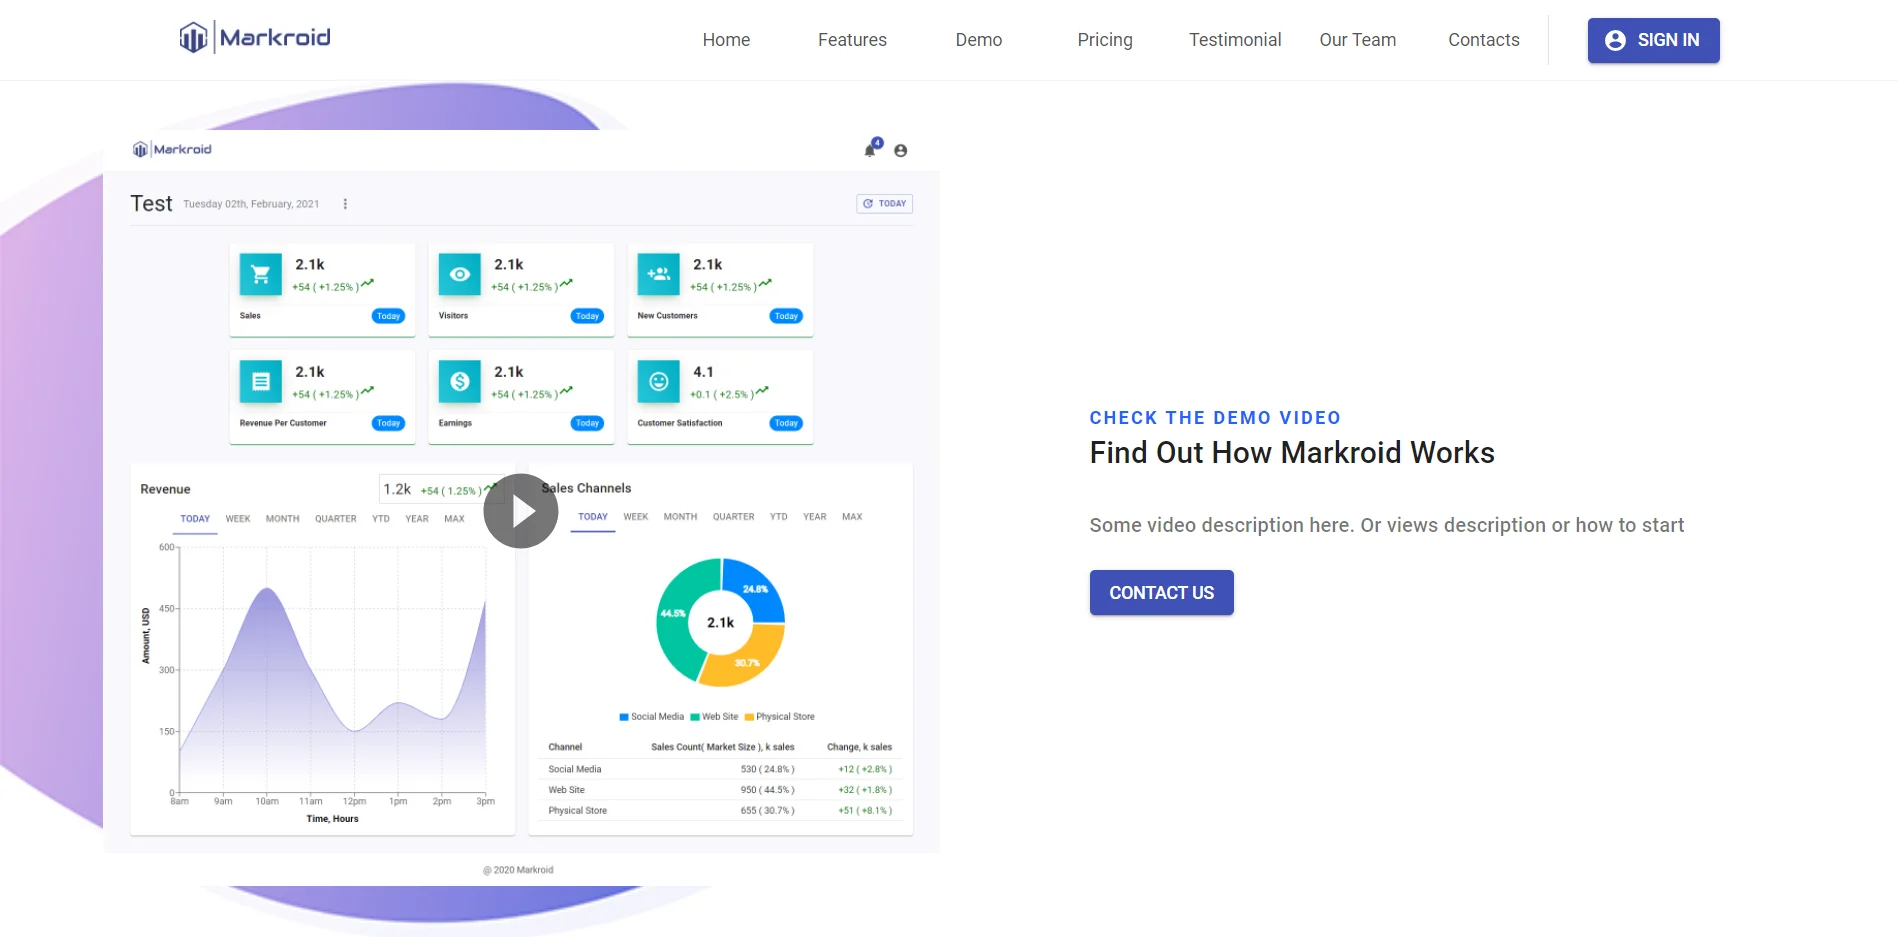 Markroid
Home Features Demo Pricing Testimonial Our Team Contacts SIGN IN
Markroid 4
Test Tuesday 02th, February, 2021 TODAY
2.1k
+54 ( +1.25% )
Sales Today
2.1k
+54 ( +1.25% )
Visitors Today
2.1k
+54 ( +1.25% )
New Customers Today
2.1k
+54 ( +1.25% )
Revenue Per Customer Today
2.1k
+54 ( +1.25% )
Earnings Today
4.1
+0.1 ( +2.5% )
Customer Satisfaction Today
Revenue 1.2k +54 ( 1.25% )
TODAY WEEK MONTH QUARTER YTD YEAR MAX
600
450
300
150
0
Amount, USD
8am 9am 10am 11am 12pm 1pm 2pm 3pm
Time, Hours
Sales Channels
TODAY WEEK MONTH QUARTER YTD YEAR MAX
24.8%
44.5%
2.1k
30.7%
Social Media Web Site Physical Store
Channel Sales Count( Market Size ), k sales Change, k sales
Social Media 530 ( 24.8% ) +12 ( +2.8% )
Web Site 950 ( 44.5% ) +32 ( +1.8% )
Physical Store 655 ( 30.7% ) +51 ( +8.1% )
@ 2020 Markroid
CHECK THE DEMO VIDEO
Find Out How Markroid Works
Some video description here. Or views description or how to start
CONTACT US